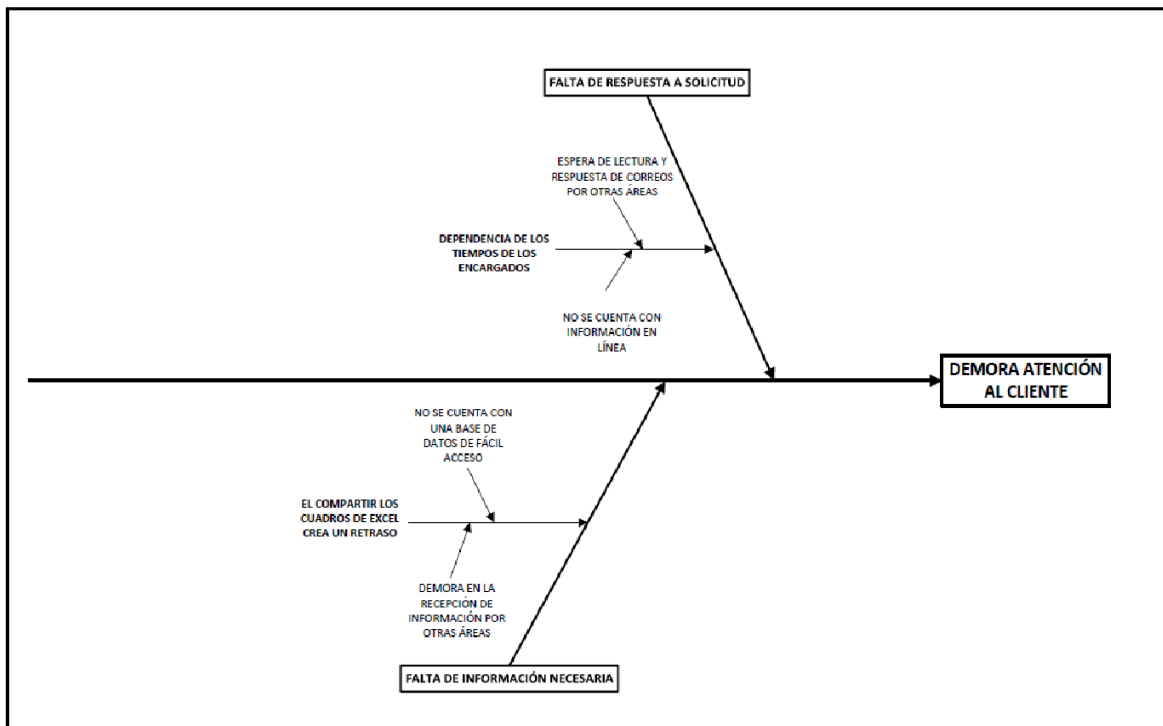 FALTA DE RESPUESTA A SOLICITUD
ESPERA DE LECTURA Y
RESPUESTA DE CORREOS
POR OTRAS ÁREAS
DEPENDENCIA DE LOS
TIEMPOS DE LOS
ENCARGADOS
NO SE CUENTA CON
INFORMACIÓN EN
LÍNEA
DEMORA ATENCIÓN
AL CLIENTE
NO SE CUENTA CON
UNA BASE DE
DATOS DE FÁCIL
ACCESO
EL COMPARTIR LOS
CUADROS DE EXCEL
CREA UN RETRASO
DEMORA EN LA
RECEPCIÓN DE
INFORMACIÓN POR
OTRAS ÁREAS
FALTA DE INFORMACIÓN NECESARIA